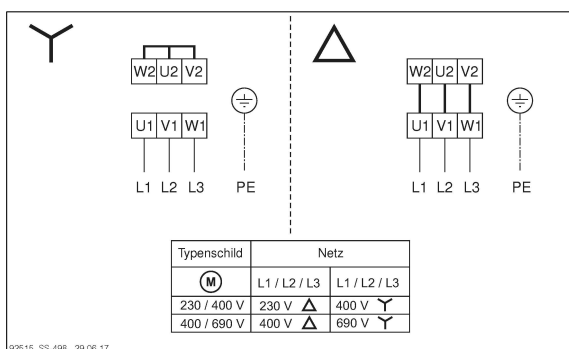 W2 U2 V2
U1 V1 W1
L1 L2 L3 PE
W2 U2 V2
U1 V1 W1
L1 L2 L3 PE
Typenschild Netz
M L1 / L2 / L3 L1 / L2 / L3
230 / 400 V 230 V 400 V
400 / 690 V 400 V 690 V
92515 SS-498 29.06.17